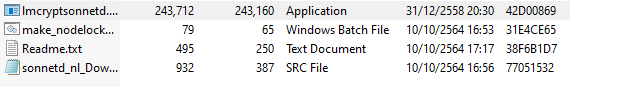 lmcryptsonnetd.... 243,712 243,160 Application 31/12/2558 20:30 42D00869
make_nodelock... 79 65 Windows Batch File 10/10/2564 16:53 31E4CE65
Readme.txt 495 250 Text Document 10/10/2564 17:17 38F6B1D7
sonnetd_nl_Dow... 932 387 SRC File 10/10/2564 16:56 77051532